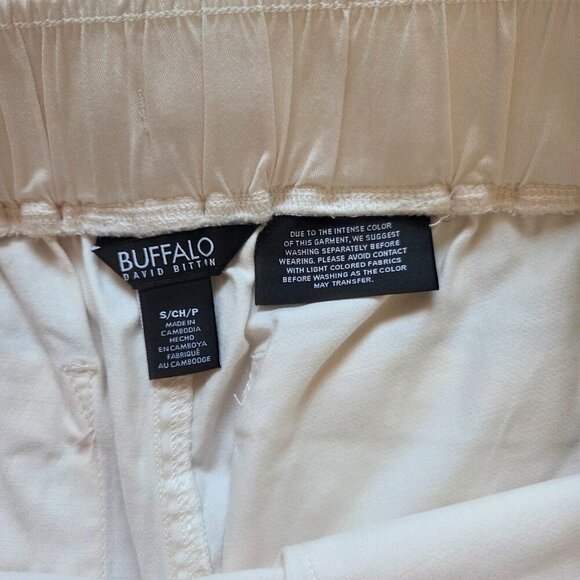 BUFFALO
DAVID BITTIN
S/CH/P
MADE IN
CAMBODIA
HECHO
EN CAMBOYA
FABRIQUÉ
AU CAMBODGE
DUE TO THE INTENSE COLOR
OF THIS GARMENT, WE SUGGEST
WASHING SEPARATELY BEFORE
WEARING. PLEASE AVOID CONTACT
WITH LIGHT COLORED FABRICS
BEFORE WASHING AS THE COLOR
MAY TRANSFER.